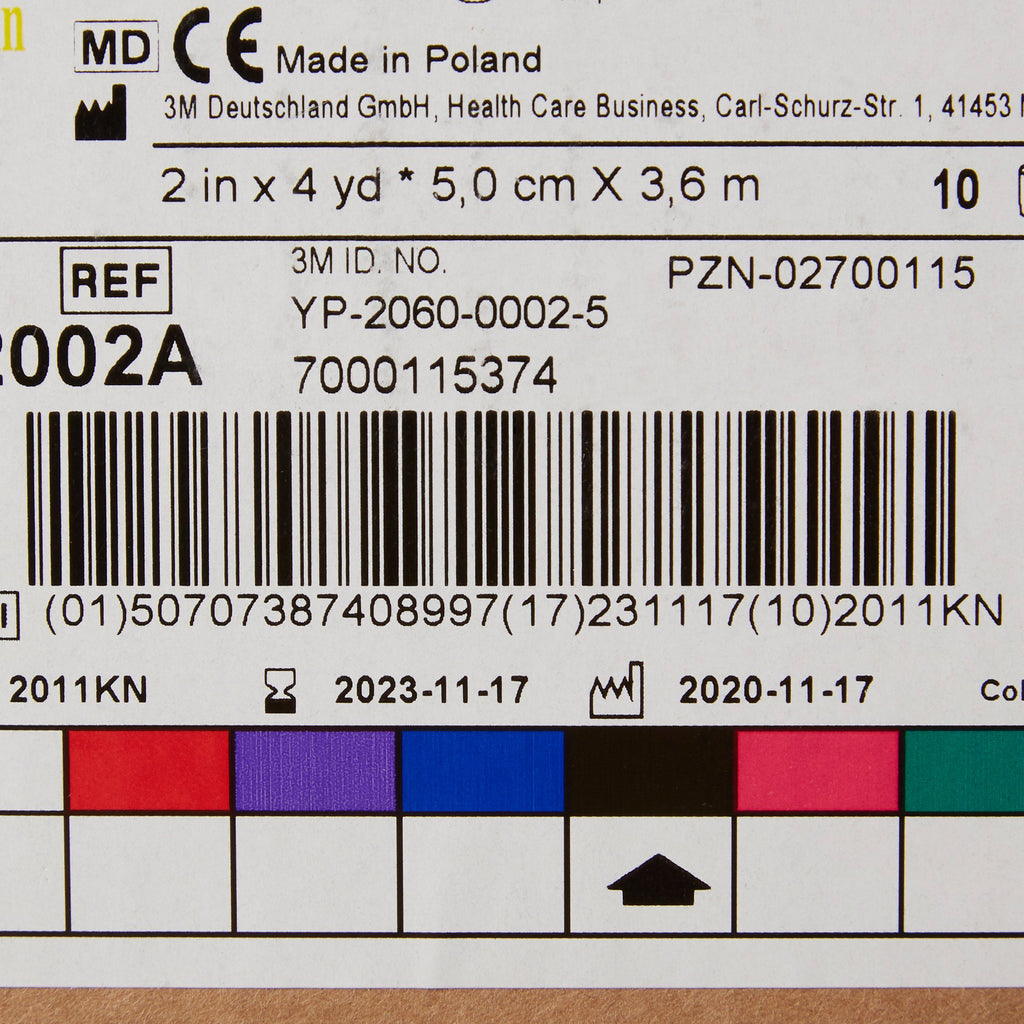 n
MD CE Made in Poland
3M Deutschland GmbH, Health Care Business, Carl-Schurz-Str. 1, 41453
2 in x 4 yd * 5,0 cm X 3,6 m 10
REF 3M ID. NO. PZN-02700115
YP-2060-0002-5
2002A 7000115374
(01)50707387408997(17)231117(10)2011KN
2011KN 2023-11-17 2020-11-17 Col